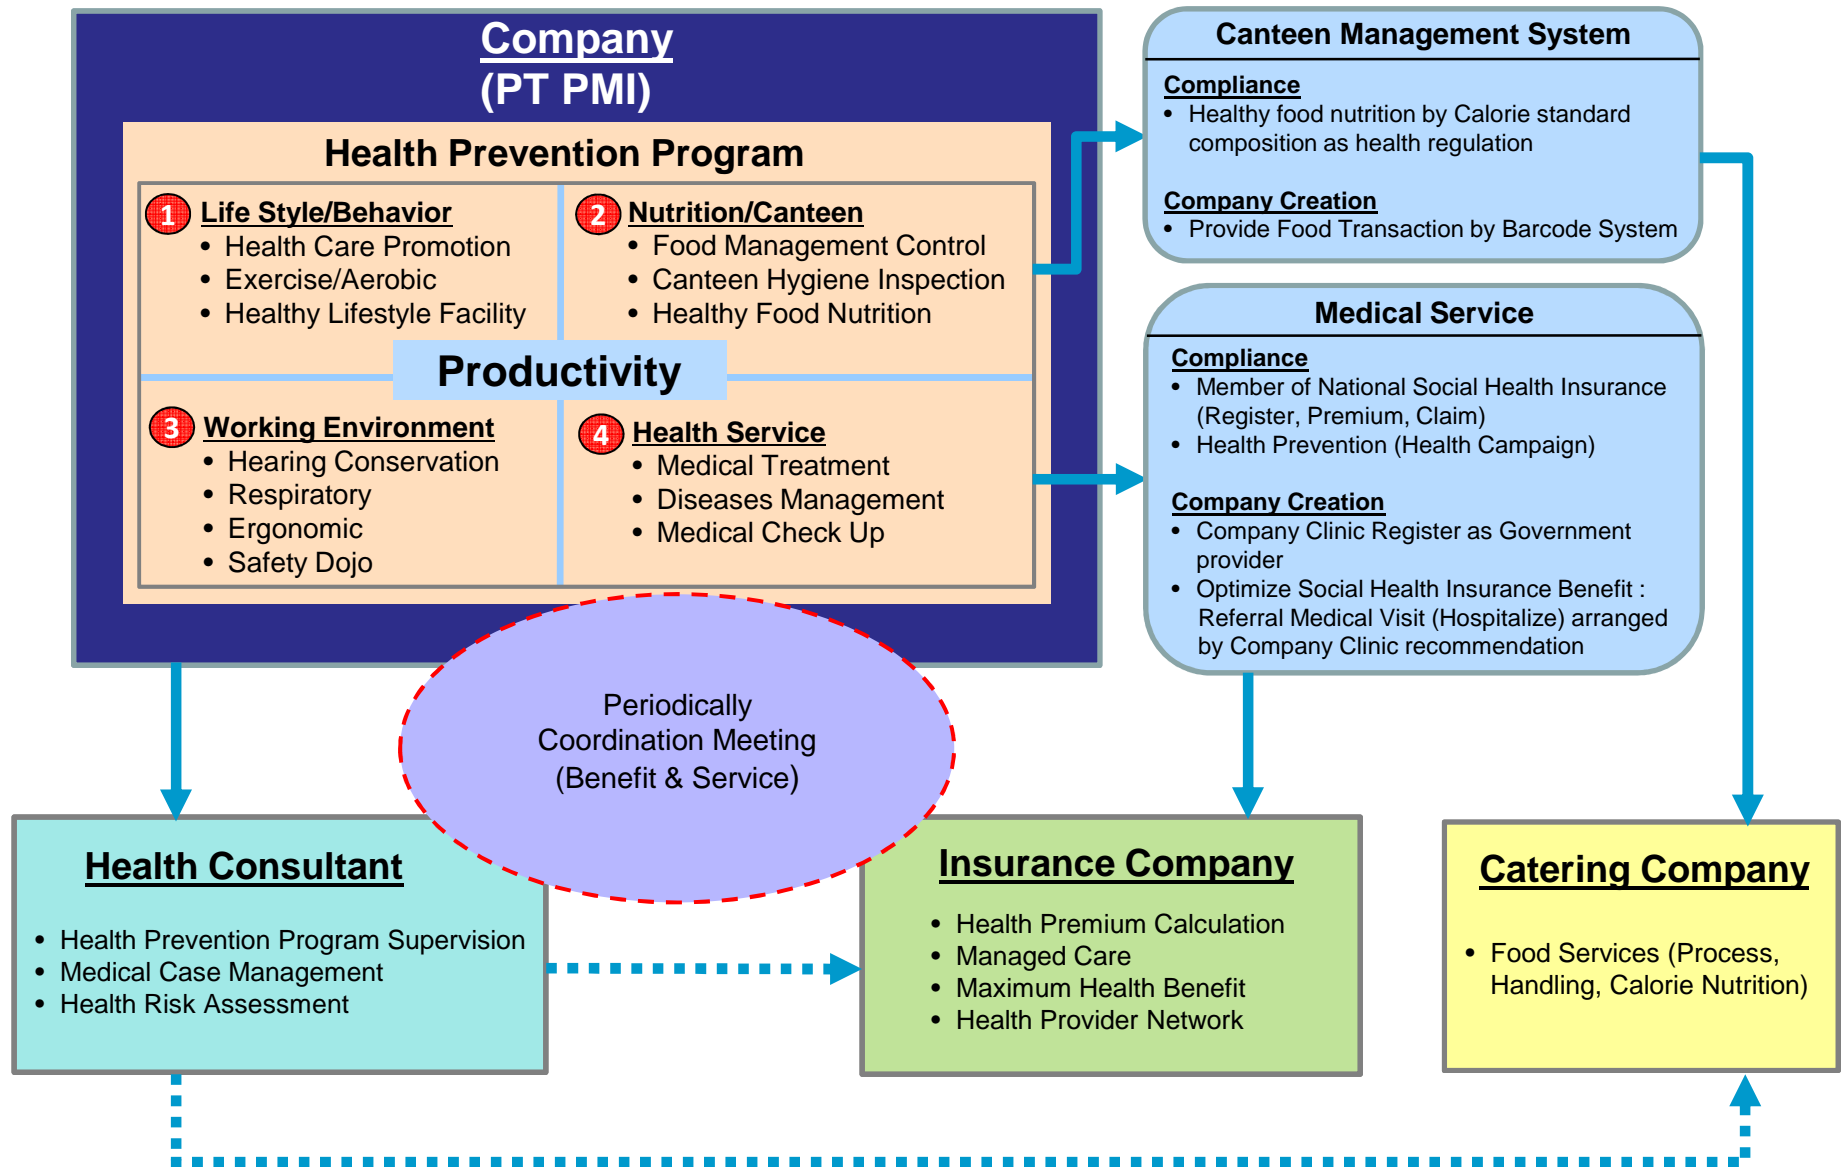 Company
(PT PMI)
Health Prevention Program
1 Life Style/Behavior
• Health Care Promotion
• Exercise/Aerobic
• Healthy Lifestyle Facility
2 Nutrition/Canteen
• Food Management Control
• Canteen Hygiene Inspection
• Healthy Food Nutrition
Productivity
3 Working Environment
• Hearing Conservation
• Respiratory
• Ergonomic
• Safety Dojo
4 Health Service
• Medical Treatment
• Diseases Management
• Medical Check Up
Canteen Management System
Compliance
• Healthy food nutrition by Calorie standard
composition as health regulation
Company Creation
• Provide Food Transaction by Barcode System
Medical Service
Compliance
• Member of National Social Health Insurance
(Register, Premium, Claim)
• Health Prevention (Health Campaign)
Company Creation
• Company Clinic Register as Government
provider
• Optimize Social Health Insurance Benefit :
Referral Medical Visit (Hospitalize) arranged
by Company Clinic recommendation
Periodically
Coordination Meeting
(Benefit & Service)
Health Consultant
• Health Prevention Program Supervision
• Medical Case Management
• Health Risk Assessment
Insurance Company
• Health Premium Calculation
• Managed Care
• Maximum Health Benefit
• Health Provider Network
Catering Company
• Food Services (Process,
Handling, Calorie Nutrition)